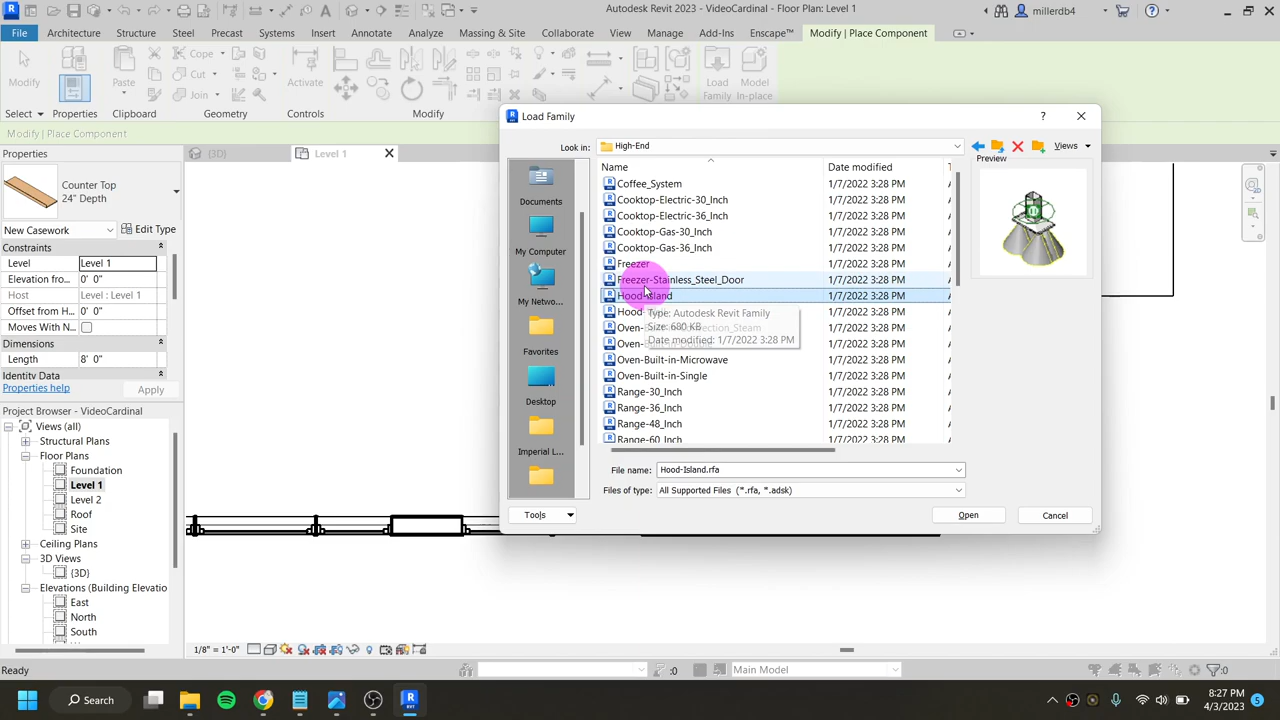 Autodesk Revit 2023 - VideoCardinal - Floor Plan: Level 1
millerdb4
File Architecture Structure Steel Precast Systems Insert Annotate Analyze Massing & Site Collaborate View Manage Add-Ins Enscape™ Modify | Place Component
Modify
Paste
Cope
Cut
Join
Activate
Load Family
Model In-place
Select Properties Clipboard Geometry Controls Modify
Modify | Place Component
Properties
{3D}
Level 1
Counter Top
24" Depth
New Casework
Edit Type
Constraints
Level Level 1
Elevation fro... 0' 0"
Host Level : Level 1
Offset from H... 0' 0"
Moves With N...
Dimensions
Length 8' 0"
Identity Data
Properties help
Apply
Project Browser - VideoCardinal
Views (all)
Structural Plans
Floor Plans
Foundation
Level 1
Level 2
Roof
Site
Ceiling Plans
3D Views
{3D}
Elevations (Building Elevatio
East
North
South
Load Family
Look in: High-End
Views
Preview
Documents
My Computer
My Netwo...
Favorites
Desktop
Imperial L...
Name Date modified
Coffee_System 1/7/2022 3:28 PM
Cooktop-Electric-30_Inch 1/7/2022 3:28 PM
Cooktop-Electric-36_Inch 1/7/2022 3:28 PM
Cooktop-Gas-30_Inch 1/7/2022 3:28 PM
Cooktop-Gas-36_Inch 1/7/2022 3:28 PM
Freezer 1/7/2022 3:28 PM
Freezer-Stainless_Steel_Door 1/7/2022 3:28 PM
Hood-Island 1/7/2022 3:28 PM
Hood- 1/7/2022 3:28 PM
Type: Autodesk Revit Family
Size: 680 KB
Date modified: 1/7/2022 3:28 PM
Oven- 1/7/2022 3:28 PM
Oven- 1/7/2022 3:28 PM
Oven-Built-in-Microwave 1/7/2022 3:28 PM
Oven-Built-in-Single 1/7/2022 3:28 PM
Range-30_Inch 1/7/2022 3:28 PM
Range-36_Inch 1/7/2022 3:28 PM
Range-48_Inch 1/7/2022 3:28 PM
Range-60_Inch 1/7/2022 3:28 PM
File name: Hood-Island.rfa
Files of type: All Supported Files (*.rfa, *.adsk)
Tools
Open
Cancel
1/8" = 1'-0"
Ready
:0
Main Model
:0
Search
8:27 PM
4/3/2023
5